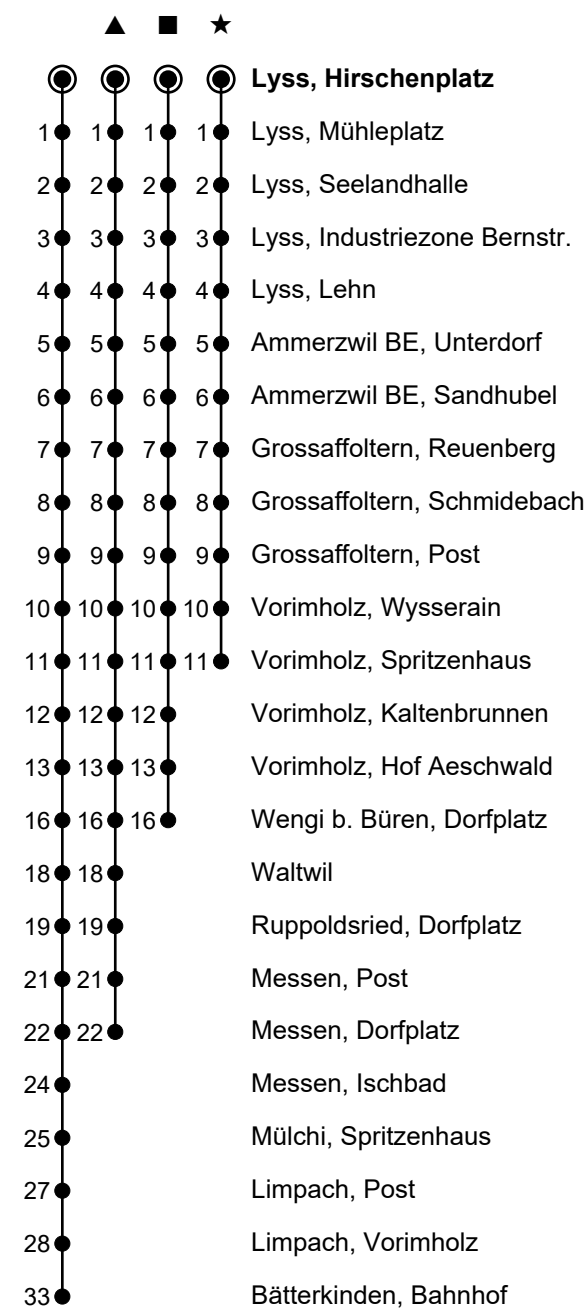 ▲ ■ ★
Lyss, Hirschenplatz
1 1 1 1 Lyss, Mühleplatz
2 2 2 2 Lyss, Seelandhalle
3 3 3 3 Lyss, Industriezone Bernstr.
4 4 4 4 Lyss, Lehn
5 5 5 5 Ammerzwil BE, Unterdorf
6 6 6 6 Ammerzwil BE, Sandhubel
7 7 7 7 Grossaffoltern, Reuenberg
8 8 8 8 Grossaffoltern, Schmidebach
9 9 9 9 Grossaffoltern, Post
10 10 10 10 Vorimholz, Wysserain
11 11 11 11 Vorimholz, Spritzenhaus
12 12 12 Vorimholz, Kaltenbrunnen
13 13 13 Vorimholz, Hof Aeschwald
16 16 16 Wengi b. Büren, Dorfplatz
18 18 Waltwil
19 19 Ruppoldsried, Dorfplatz
21 21 Messen, Post
22 22 Messen, Dorfplatz
24 Messen, Ischbad
25 Mülchi, Spritzenhaus
27 Limpach, Post
28 Limpach, Vorimholz
33 Bätterkinden, Bahnhof